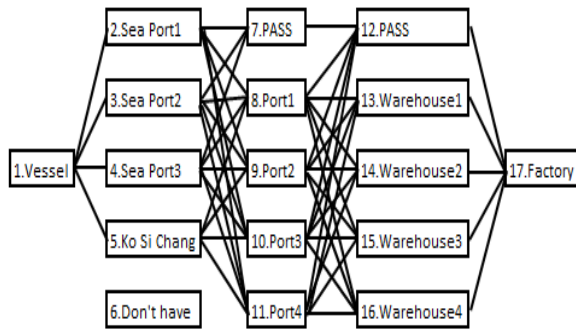 1.Vessel
2.Sea Port1
3.Sea Port2
4.Sea Port3
5.Ko Si Chang
6.Don't have
7.PASS
8.Port1
9.Port2
10.Port3
11.Port4
12.PASS
13.Warehouse1
14.Warehouse2
15.Warehouse3
16.Warehouse4
17.Factory